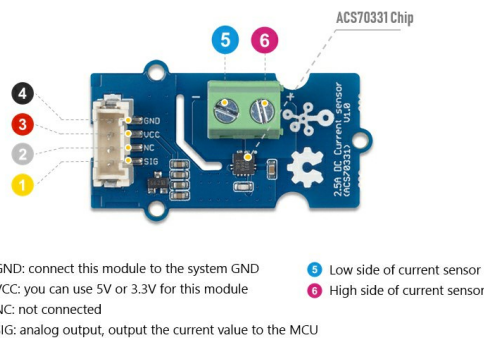 ACS70331 Chip
5
6
4
3
2
1
GND
VCC
NC
SIG
-
+
2.5A DC Current sensor
(ACS70331) V1.0
GND: connect this module to the system GND
VCC: you can use 5V or 3.3V for this module
NC: not connected
SIG: analog output, output the current value to the MCU
5 Low side of current sensor
6 High side of current sensor